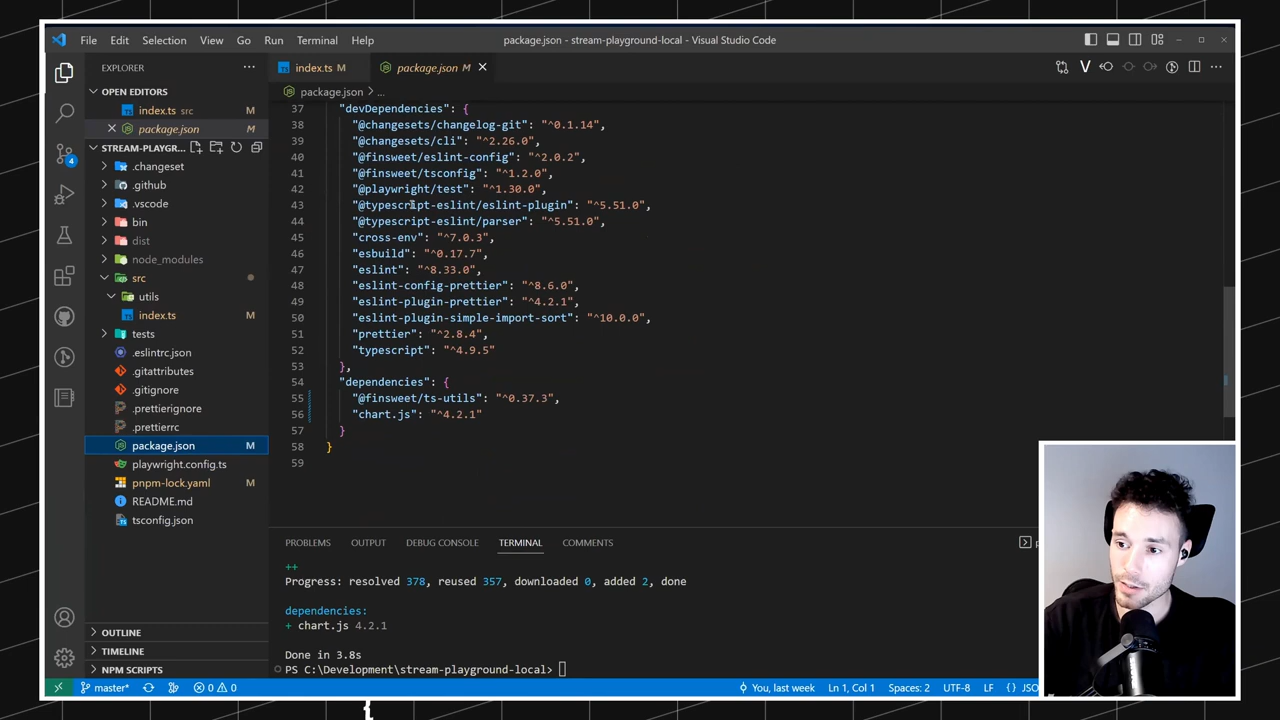 File Edit Selection View Go Run Terminal Help package.json - stream-playground-local - Visual Studio Code
EXPLORER
index.ts M
package.json M
OPEN EDITORS
index.ts src
package.json M
STREAM-PLAYGR...
.changeset
.github
.vscode
bin
dist
node_modules
src
utils
index.ts M
tests
.eslintrc.json
.gitattributes
.gitignore
.prettierignore
.prettierrc
package.json M
playwright.config.ts
pnpm-lock.yaml M
README.md
tsconfig.json
OUTLINE
TIMELINE
NPM SCRIPTS
4
package.json > ...
37 "devDependencies": {
38 "@changesets/changelog-git": "^0.1.14",
39 "@changesets/cli": "^2.26.0",
40 "@finsweet/eslint-config": "^2.0.2",
41 "@finsweet/tsconfig": "^1.2.0",
42 "@playwright/test": "^1.30.0",
43 "@typescript-eslint/eslint-plugin": "^5.51.0",
44 "@typescript-eslint/parser": "^5.51.0",
45 "cross-env": "^7.0.3",
46 "esbuild": "^0.17.7",
47 "eslint": "^8.33.0",
48 "eslint-config-prettier": "^8.6.0",
49 "eslint-plugin-prettier": "^4.2.1",
50 "eslint-plugin-simple-import-sort": "^10.0.0",
51 "prettier": "^2.8.4",
52 "typescript": "^4.9.5"
53 },
54 "dependencies": {
55 "@finsweet/ts-utils": "^0.37.3",
56 "chart.js": "^4.2.1"
57 }
58 }
59
PROBLEMS OUTPUT DEBUG CONSOLE TERMINAL COMMENTS
++
Progress: resolved 378, reused 357, downloaded 0, added 2, done
dependencies:
+ chart.js 4.2.1
Done in 3.8s
PS C:\Development\stream-playground-local>
master* 0 0 You, last week Ln 1, Col 1 Spaces: 2 UTF-8 LF {}